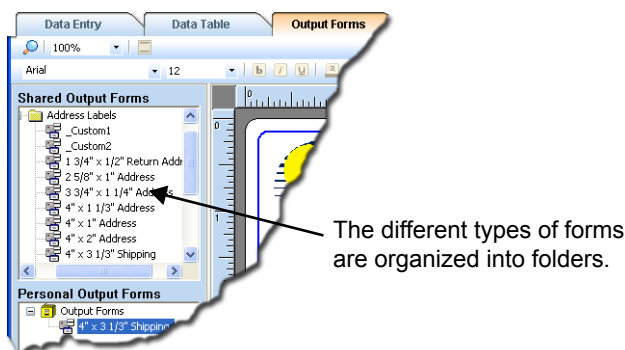 Data Entry
Data Table
Output Forms
100%
Arial
12
b i U a
Shared Output Forms
0
Address Labels
_Custom1
0
_Custom2
1 3/4" x 1/2" Return Addr
2 5/8" x 1" Address
3 3/4" x 1 1/4" Address
4" x 1 1/3" Address
1
4" x 1" Address
4" x 2" Address
4" x 3 1/3" Shipping
The different types of forms
are organized into folders.
Personal Output Forms
Output Forms
4" x 3 1/3" Shipping